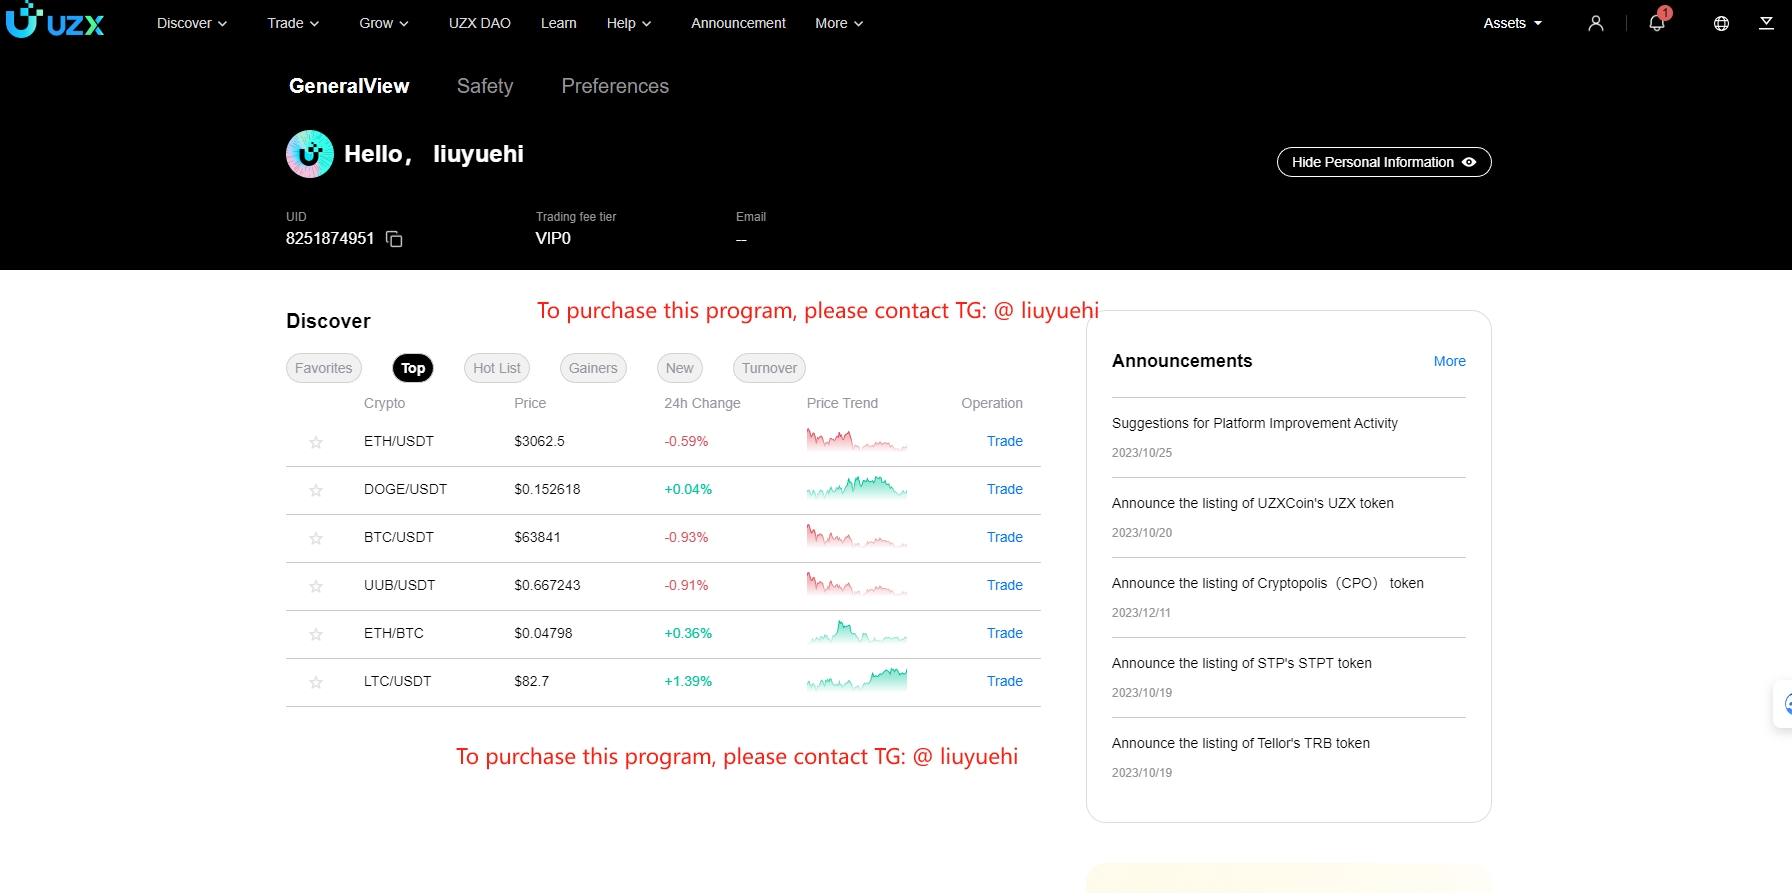 UZX Discover Trade Grow UZX DAO Learn Help Announcement More Assets 1
GeneralView Safety Preferences
Hello， liuyuehi
Hide Personal Information
UID Trading fee tier Email
8251874951 VIP0 --
To purchase this program, please contact TG: @ liuyuehi
Discover
Favorites Top Hot List Gainers New Turnover
Crypto Price 24h Change Price Trend Operation
ETH/USDT $3062.5 -0.59% Trade
DOGE/USDT $0.152618 +0.04% Trade
BTC/USDT $63841 -0.93% Trade
UUB/USDT $0.667243 -0.91% Trade
ETH/BTC $0.04798 +0.36% Trade
LTC/USDT $82.7 +1.39% Trade
To purchase this program, please contact TG: @ liuyuehi
Announcements More
Suggestions for Platform Improvement Activity
2023/10/25
Announce the listing of UZXCoin's UZX token
2023/10/20
Announce the listing of Cryptopolis（CPO） token
2023/12/11
Announce the listing of STP's STPT token
2023/10/19
Announce the listing of Tellor's TRB token
2023/10/19